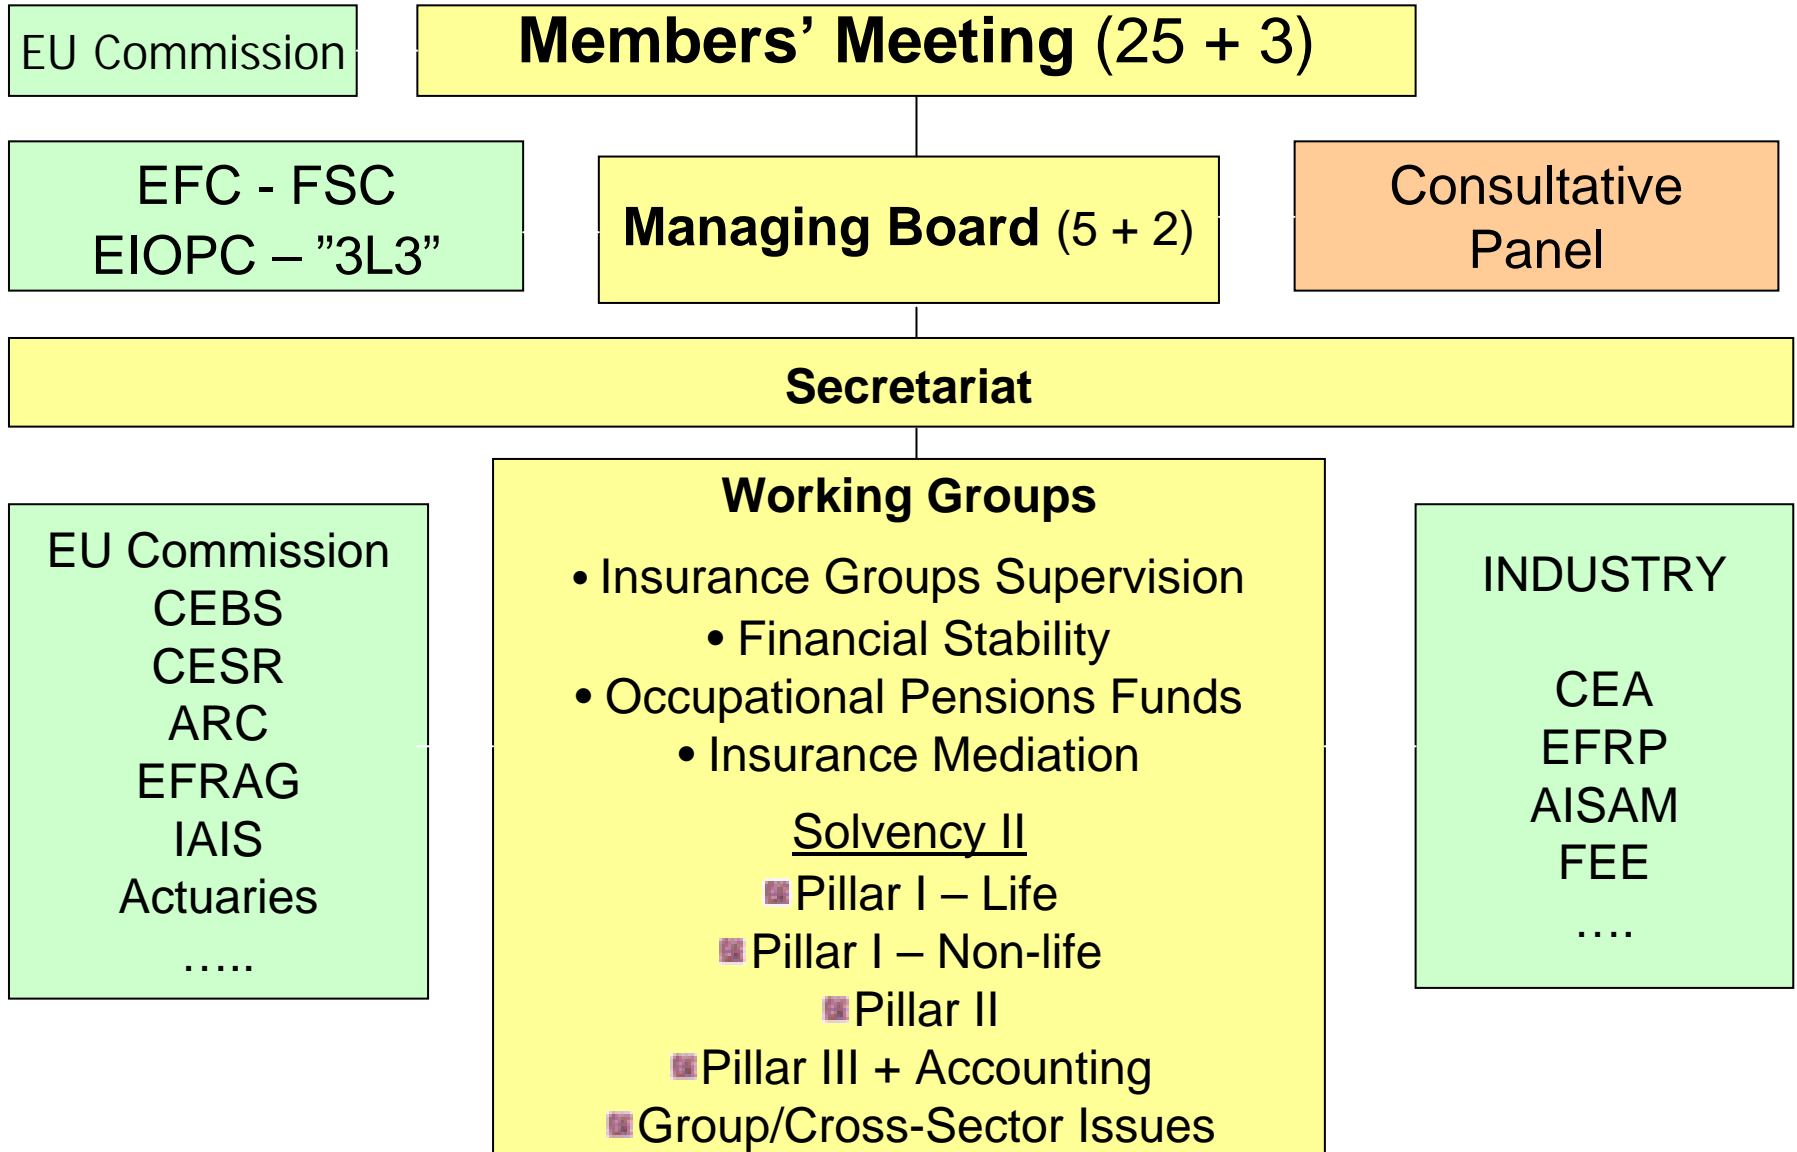 EU Commission
Members’ Meeting (25 + 3)
EFC - FSC
EIOPC – ”3L3”
Managing Board (5 + 2)
Consultative
Panel
Secretariat
EU Commission
CEBS
CESR
ARC
EFRAG
IAIS
Actuaries
…..
Working Groups
• Insurance Groups Supervision
• Financial Stability
• Occupational Pensions Funds
• Insurance Mediation
Solvency II
Pillar I – Life
Pillar I – Non-life
Pillar II
Pillar III + Accounting
Group/Cross-Sector Issues
INDUSTRY
CEA
EFRP
AISAM
FEE
….